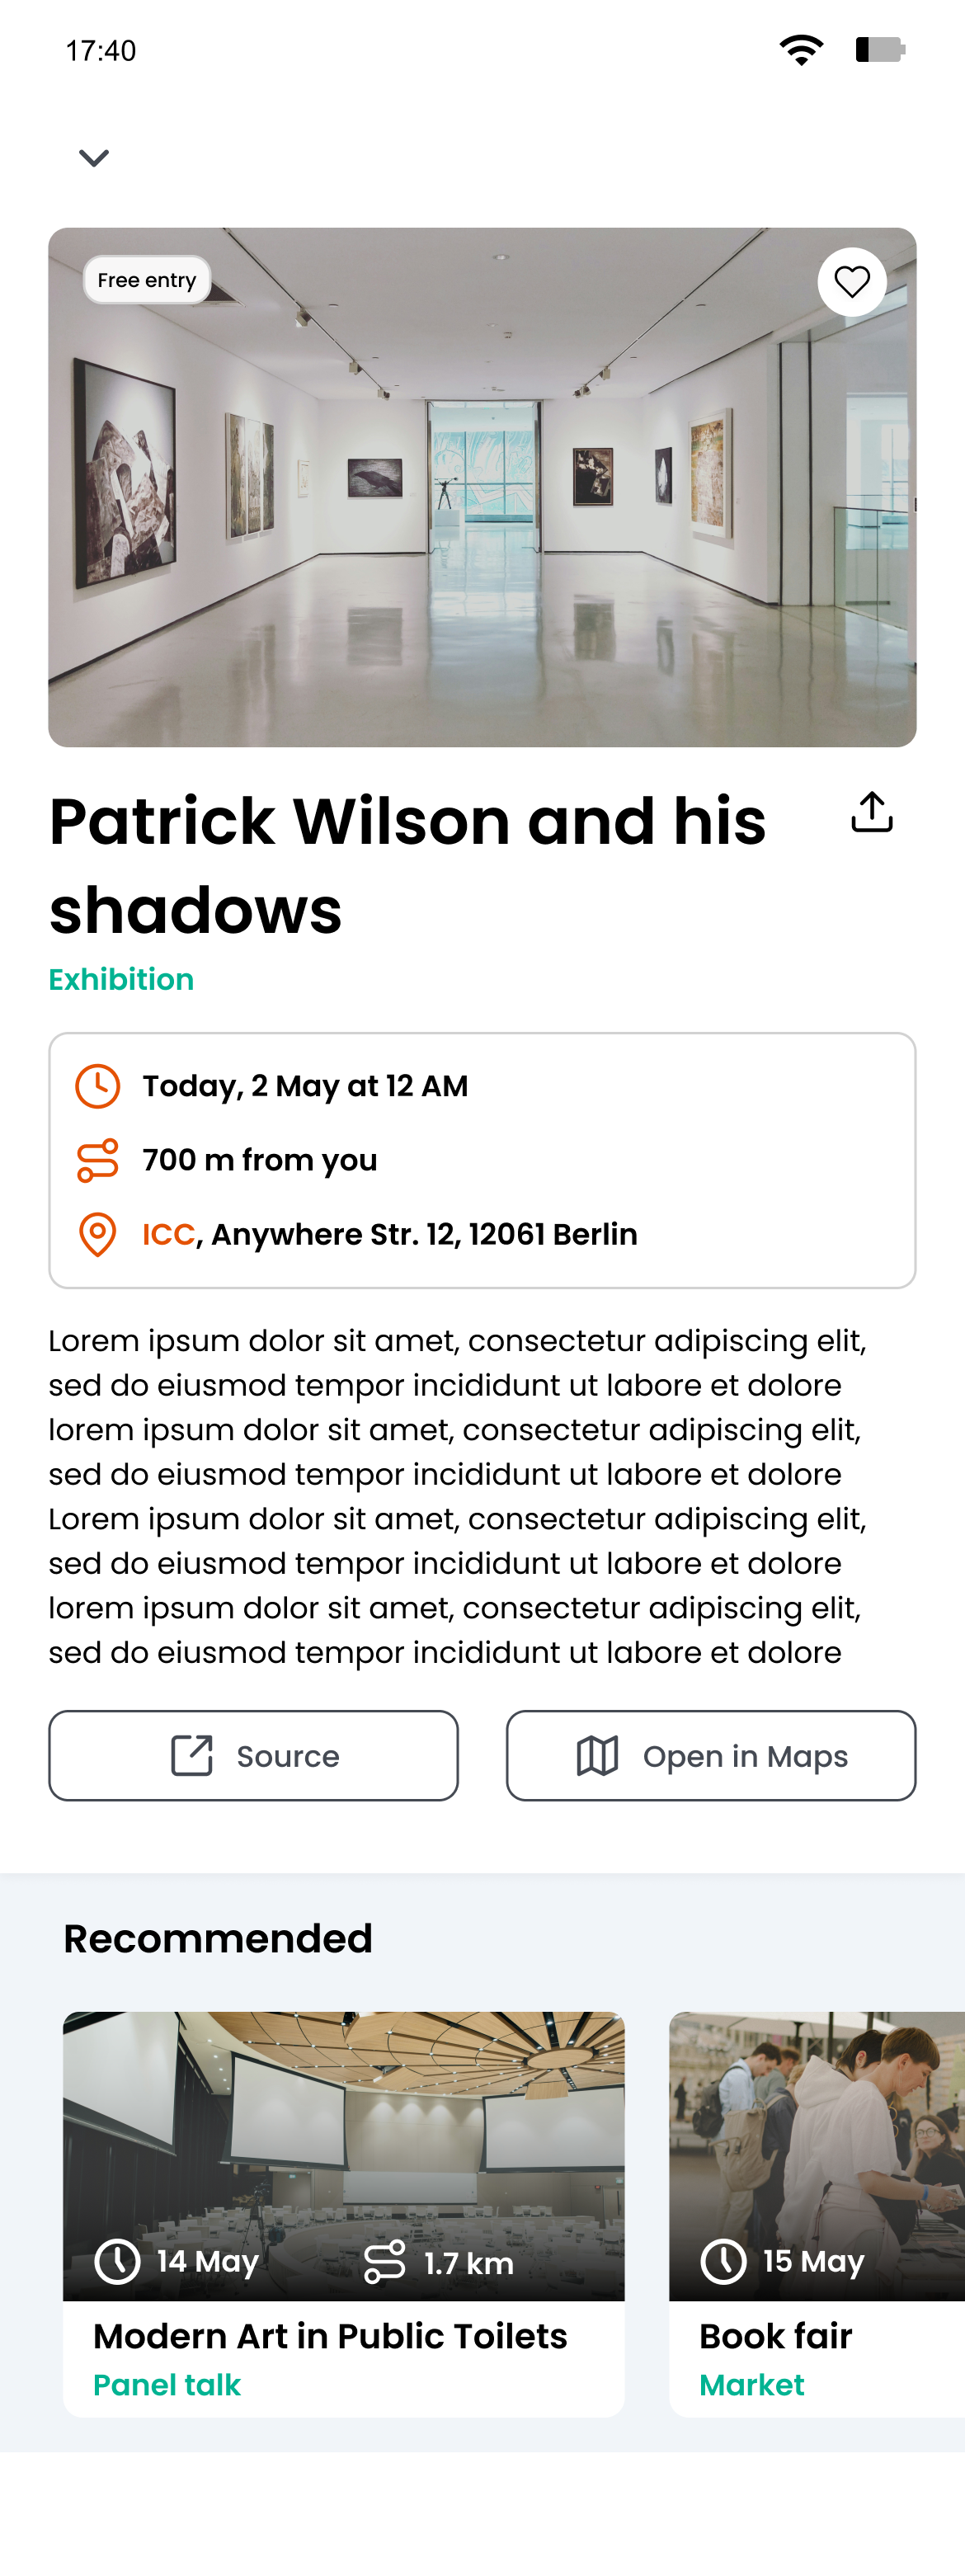 17:40
Free entry
Patrick Wilson and his
shadows
Exhibition
Today, 2 May at 12 AM
700 m from you
ICC, Anywhere Str. 12, 12061 Berlin
Lorem ipsum dolor sit amet, consectetur adipiscing elit,
sed do eiusmod tempor incididunt ut labore et dolore
lorem ipsum dolor sit amet, consectetur adipiscing elit,
sed do eiusmod tempor incididunt ut labore et dolore
Lorem ipsum dolor sit amet, consectetur adipiscing elit,
sed do eiusmod tempor incididunt ut labore et dolore
lorem ipsum dolor sit amet, consectetur adipiscing elit,
sed do eiusmod tempor incididunt ut labore et dolore
Source
Open in Maps
Recommended
14 May
1.7 km
Modern Art in Public Toilets
Panel talk
15 May
Book fair
Market